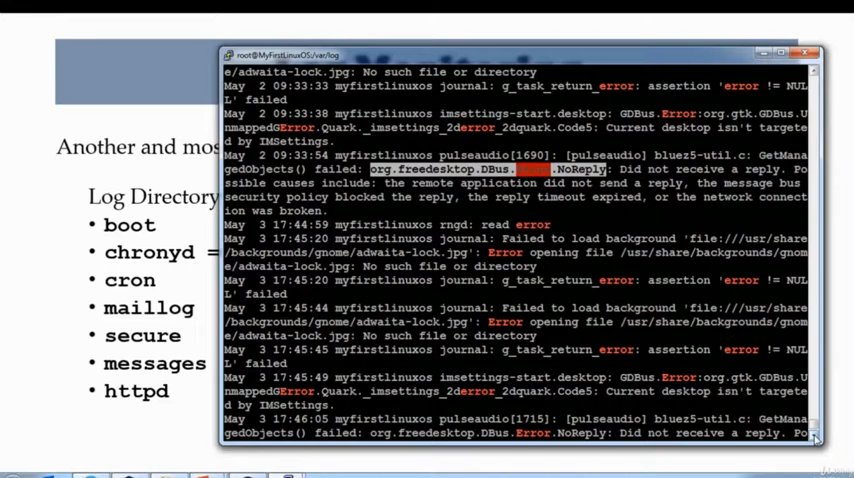 root@MyFirstLinuxOS:/var/log
e/adwaita-lock.jpg: No such file or directory
May  2 09:33:33 myfirstlinuxos journal: g_task_return_error: assertion 'error != NUL
L' failed
May  2 09:33:38 myfirstlinuxos imsettings-start.desktop: GDBus.Error:org.gtk.GDBus.U
nmappedGError.Quark._imsettings_2derror_2dquark.Code5: Current desktop isn't targete
d by IMSettings.
May  2 09:33:54 myfirstlinuxos pulseaudio[1690]: [pulseaudio] bluez5-util.c: GetMana
gedObjects() failed: org.freedesktop.DBus.Error.NoReply: Did not receive a reply. Po
ssible causes include: the remote application did not send a reply, the message bus
security policy blocked the reply, the reply timeout expired, or the network connect
ion was broken.
May  3 17:44:59 myfirstlinuxos rngd: read error
May  3 17:45:20 myfirstlinuxos journal: Failed to load background 'file:///usr/share
/backgrounds/gnome/adwaita-lock.jpg': Error opening file /usr/share/backgrounds/gnom
e/adwaita-lock.jpg: No such file or directory
May  3 17:45:20 myfirstlinuxos journal: g_task_return_error: assertion 'error != NUL
L' failed
May  3 17:45:44 myfirstlinuxos journal: Failed to load background 'file:///usr/share
/backgrounds/gnome/adwaita-lock.jpg': Error opening file /usr/share/backgrounds/gnom
e/adwaita-lock.jpg: No such file or directory
May  3 17:45:45 myfirstlinuxos journal: g_task_return_error: assertion 'error != NUL
L' failed
May  3 17:45:49 myfirstlinuxos imsettings-start.desktop: GDBus.Error:org.gtk.GDBus.U
nmappedGError.Quark._imsettings_2derror_2dquark.Code5: Current desktop isn't targete
d by IMSettings.
May  3 17:46:05 myfirstlinuxos pulseaudio[1715]: [pulseaudio] bluez5-util.c: GetMana
gedObjects() failed: org.freedesktop.DBus.Error.NoReply: Did not receive a reply. Po
Another and mos
Log Directory
• boot
• chronyd =
• cron
• maillog
• secure
• messages
• httpd